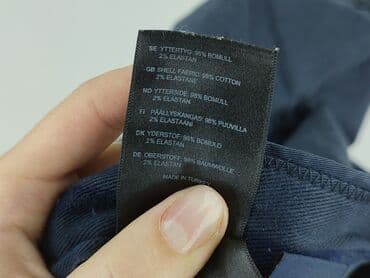 SE YTTERTYG: 98% BOMULL
2% ELASTAN
GB SHELL FABRIC: 98% COTTON
2% ELASTANE
NO YTTERSIDE: 98% BOMULL
2% ELASTAN
FI PÄÄLLYSKANGAS: 98% PUUVILLA
2% ELASTAANI
DK YDERSTOF: 98% BOMULD
2% ELASTAN
DE OBERSTOFF: 98% BAUMWOLLE
2% ELASTAN
MADE IN